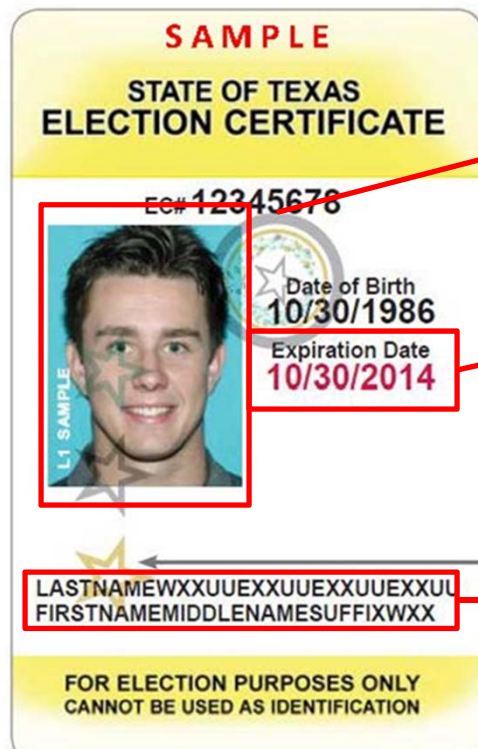 SAMPLE
STATE OF TEXAS
ELECTION CERTIFICATE
EC# 12345678
Date of Birth
10/30/1986
Expiration Date
10/30/2014
L1 SAMPLE
LASTNAMEWXXUUEXXUUEXXUUEXXUU
FIRSTNAMEMIDDLENAMESUFFIXWXX
FOR ELECTION PURPOSES ONLY
CANNOT BE USED AS IDENTIFICATION